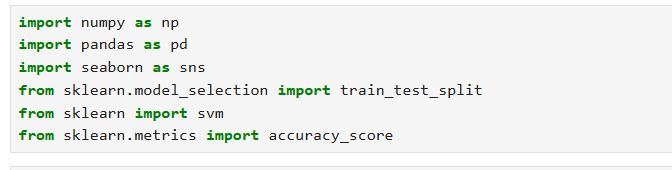 import numpy as np
import pandas as pd
import seaborn as sns
from sklearn.model_selection import train_test_split
from sklearn import svm
from sklearn.metrics import accuracy_score